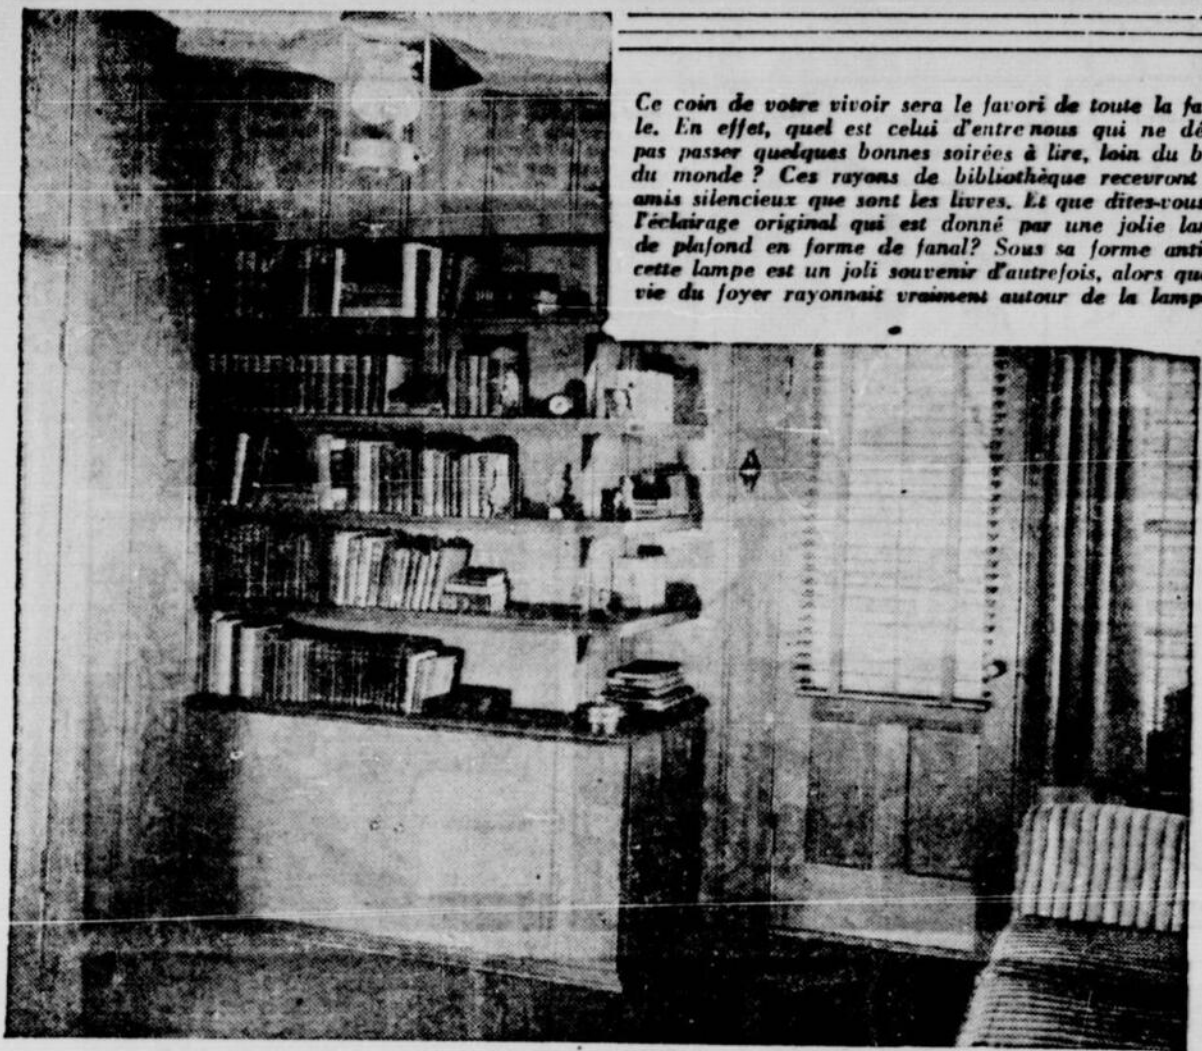 Ce coin de votre vivoir sera le favori de toute la fa
le. En effet, quel est celui d'entre nous qui ne dé
pas passer quelques bonnes soirées à lire, loin du b
du monde ? Ces rayons de bibliothèque recevront
amis silencieux que sont les livres. Et que dites-vous
l'éclairage original qui est donné par une jolie la
de plafond en forme de fanal? Sous sa forme anti
cette lampe est un joli souvenir d'autrefois, alors qu
vie du foyer rayonnait vraiment autour de la lamp